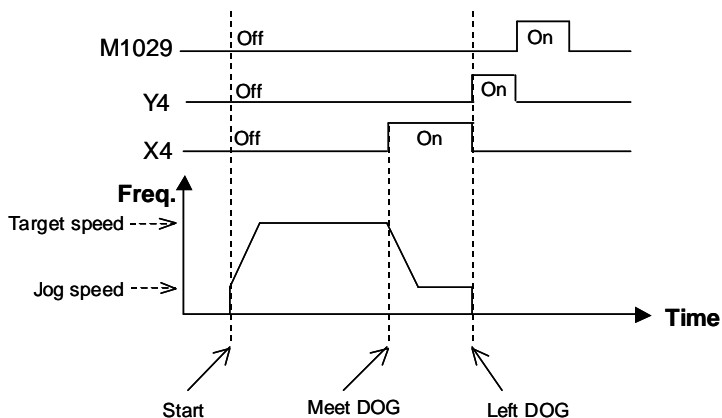 M1029
Off
On
Y4
Off
On
X4
Off
On
Freq.
Target speed
Jog speed
Time
Start
Meet DOG
Left DOG